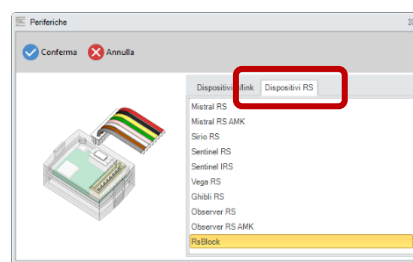 Periferiche
Conferma Annulla
Dispositivi Dispositivi RS
Mistral RS
Mistral RS AMK
Sirio RS
Sentinel RS
Sentinel IRS
Vega RS
Ghibli RS
Observer RS
Observer RS AMK
RsBlock